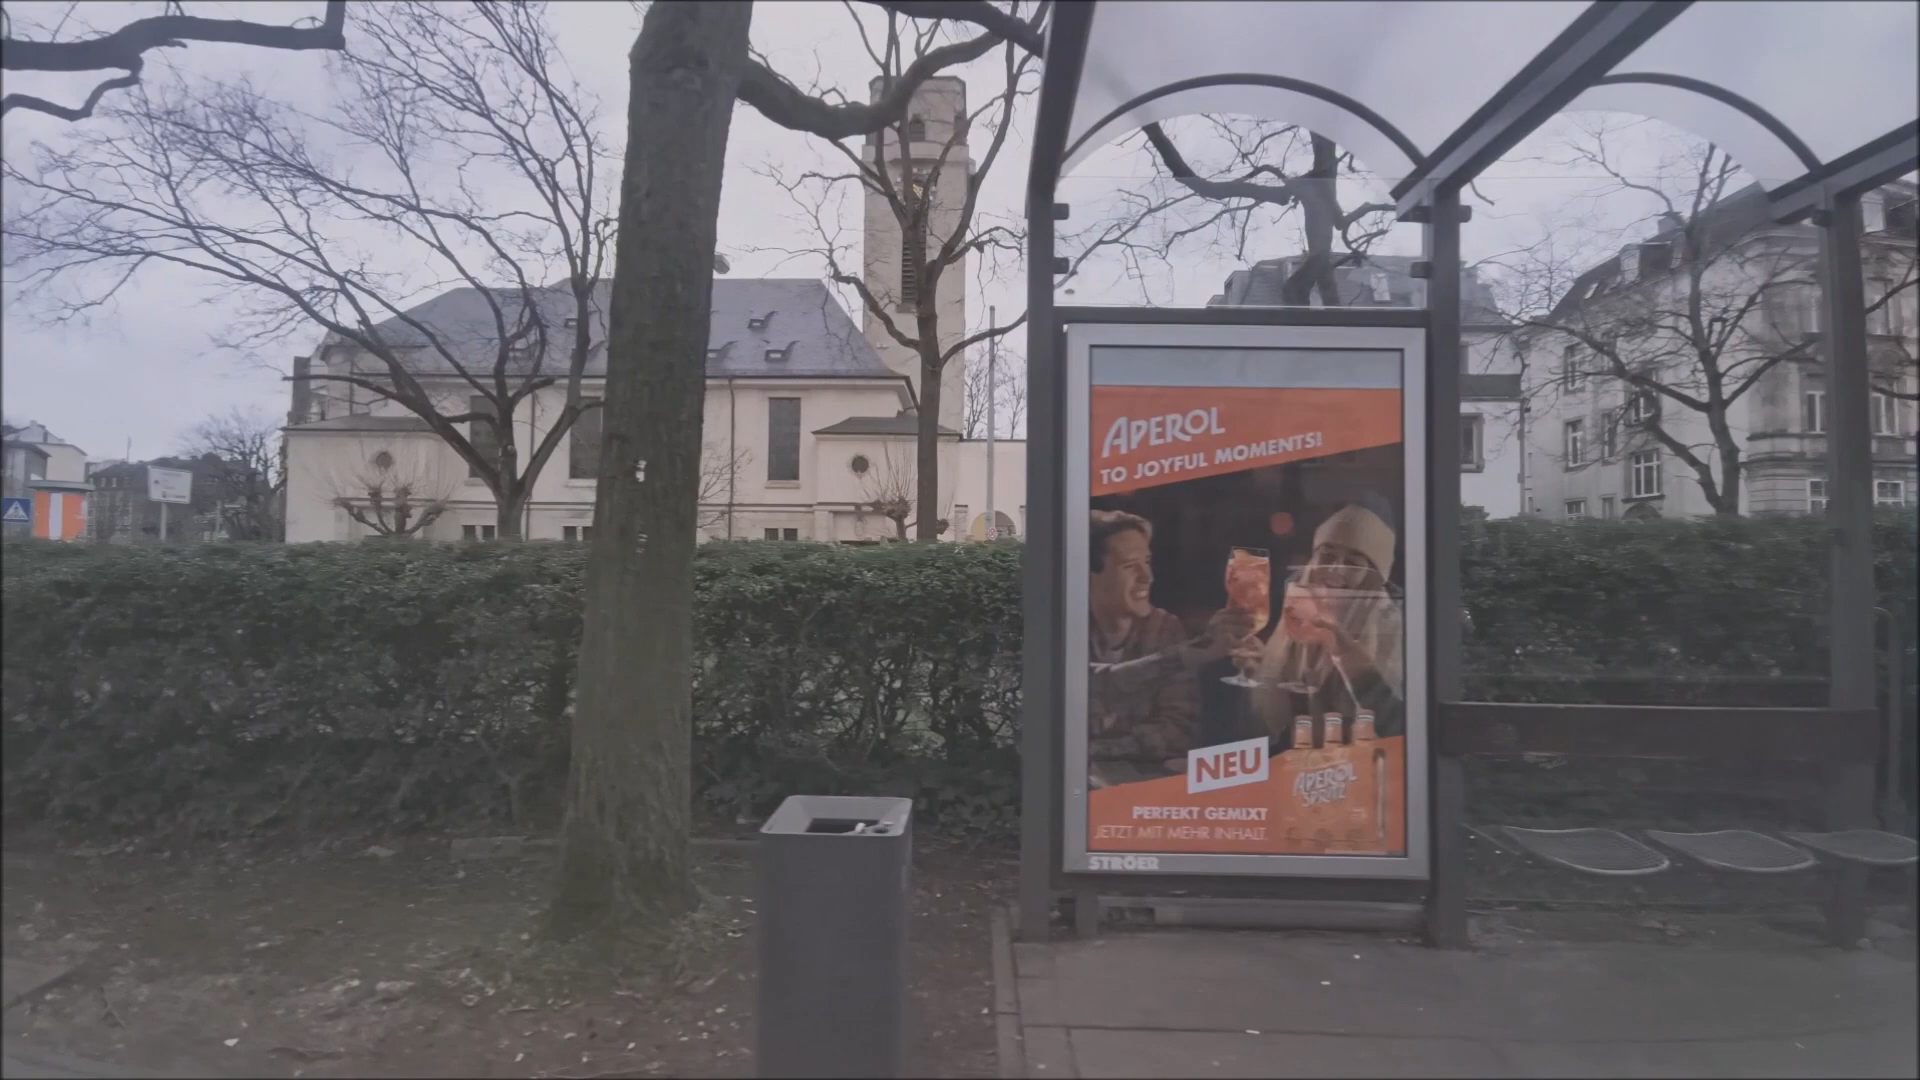 APEROL
TO JOYFUL MOMENTS!
NEU
APEROL
SPRITZ
PERFEKT GEMIXT
JETZT MIT MEHR INHALT.
STRÖER